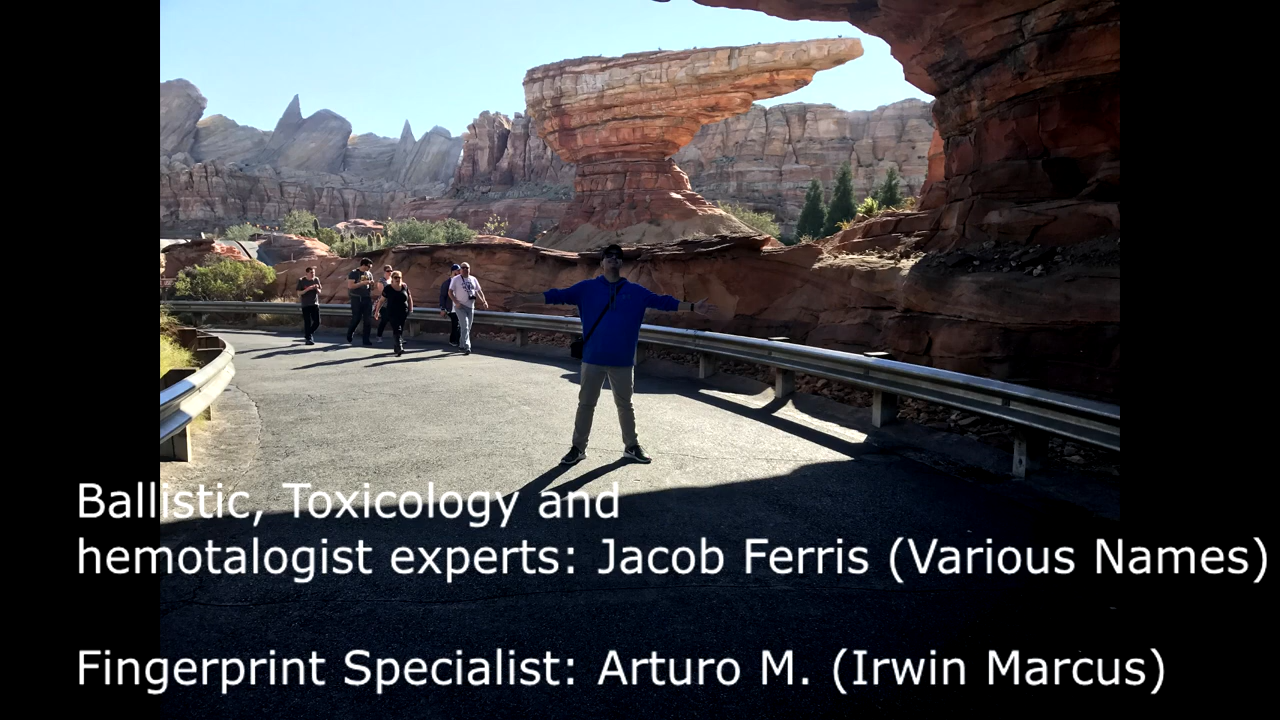 Ballistic, Toxicology and
hemotalogist experts: Jacob Ferris (Various Names)
Fingerprint Specialist: Arturo M. (Irwin Marcus)